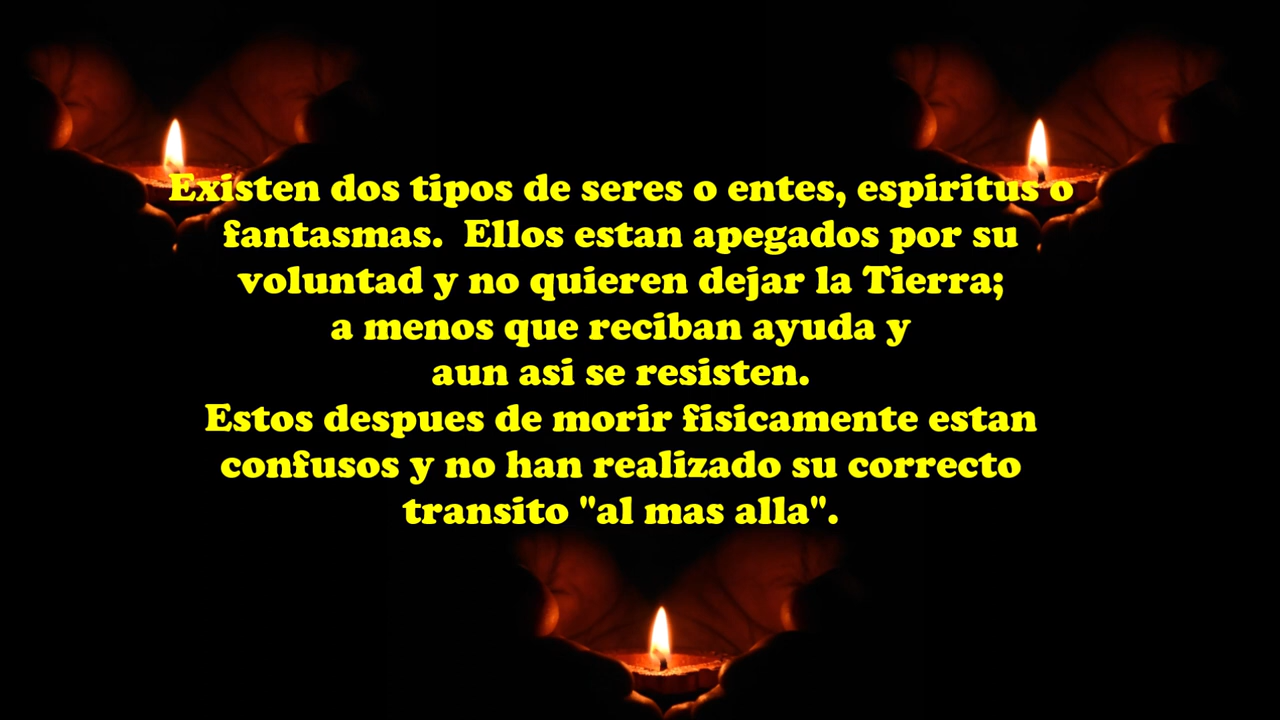 Existen dos tipos de seres o entes, espiritus o
fantasmas.  Ellos estan apegados por su
voluntad y no quieren dejar la Tierra;
a menos que reciban ayuda y
aun asi se resisten.
Estos despues de morir fisicamente estan
confusos y no han realizado su correcto
transito "al mas alla".